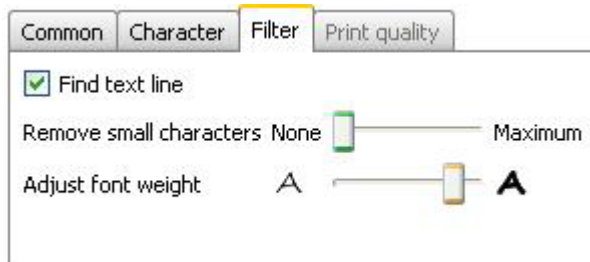 Common Character Filter Print quality
Find text line
Remove small characters None Maximum
Adjust font weight A A